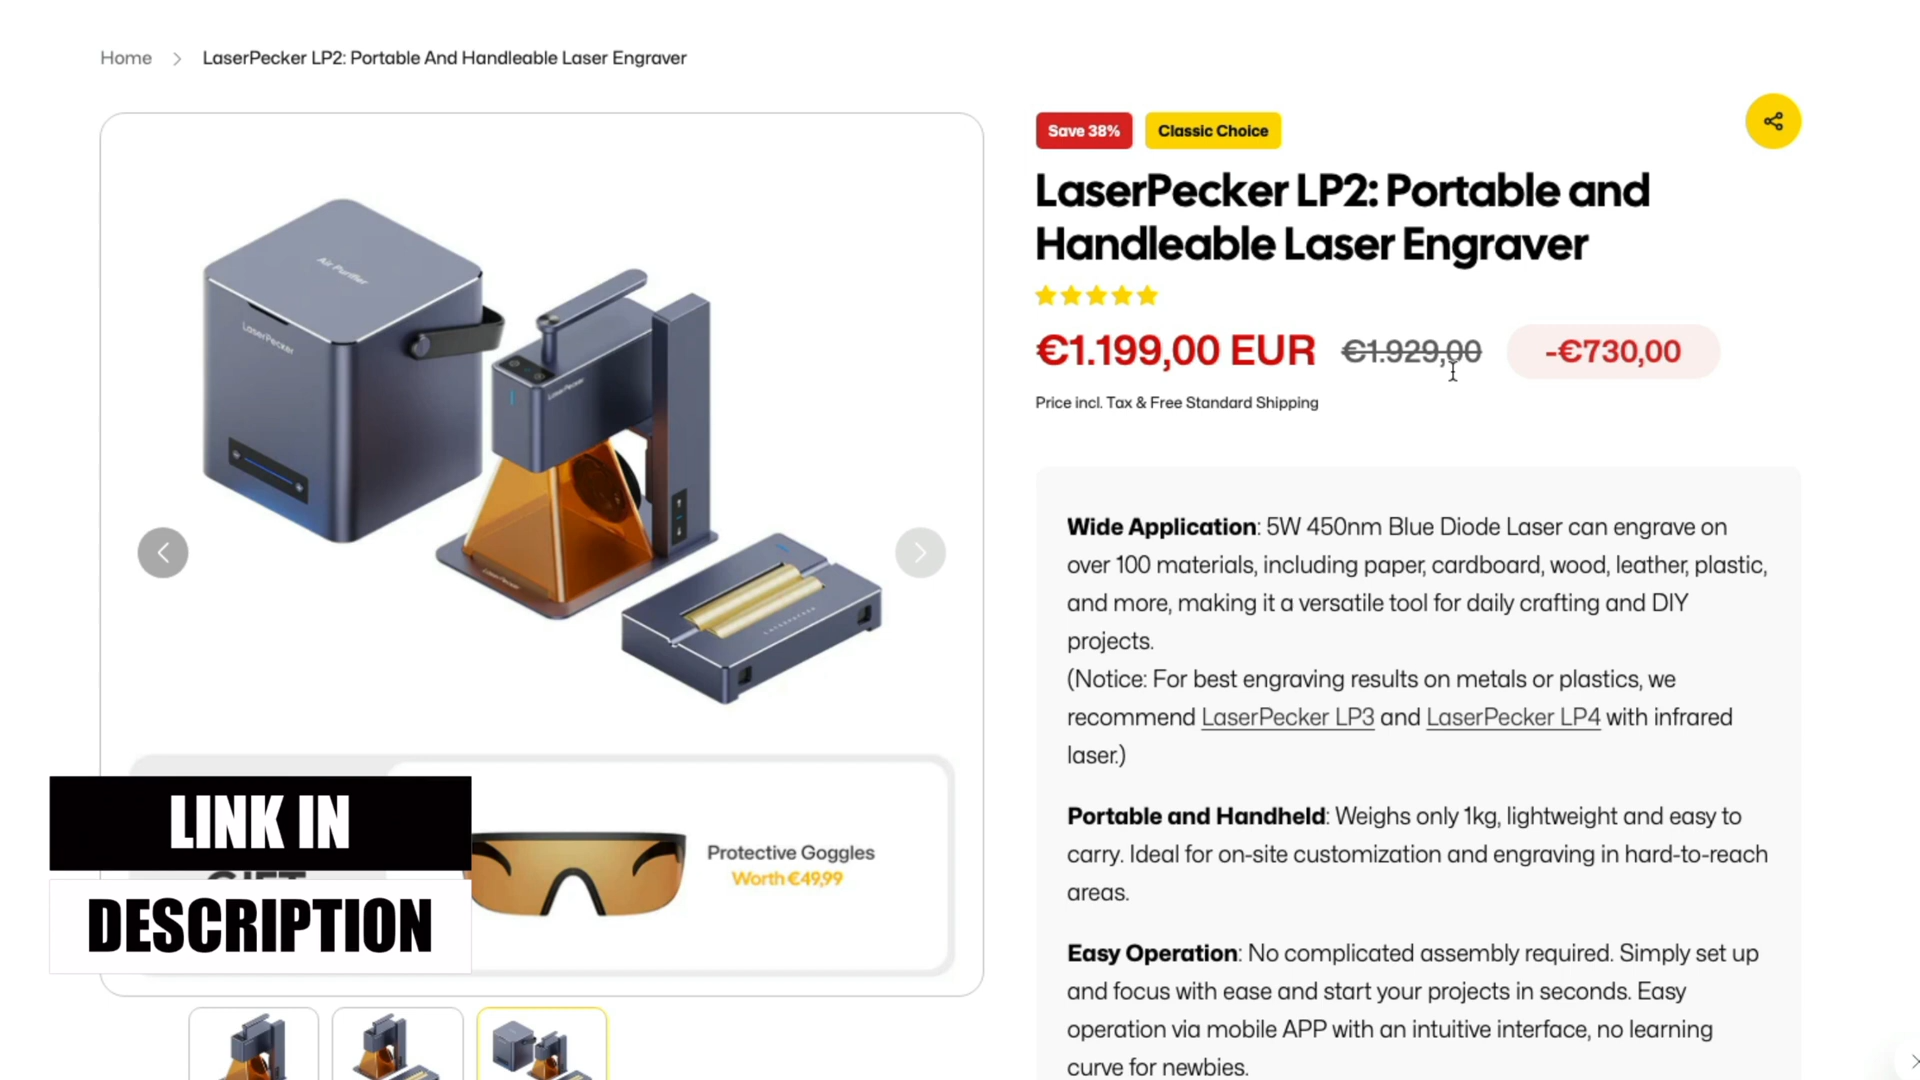 Home > LaserPecker LP2: Portable And Handleable Laser Engraver
Save 38%
Classic Choice
LaserPecker LP2: Portable and
Handleable Laser Engraver
€1.199,00 EUR €1.929,00 -€730,00
Price incl. Tax & Free Standard Shipping
Air Purifier
LaserPecker
LaserPecker
LaserPecker
Wide Application: 5W 450nm Blue Diode Laser can engrave on
over 100 materials, including paper, cardboard, wood, leather, plastic,
and more, making it a versatile tool for daily crafting and DIY
projects.
(Notice: For best engraving results on metals or plastics, we
recommend LaserPecker LP3 and LaserPecker LP4 with infrared
laser.)
Portable and Handheld: Weighs only 1kg, lightweight and easy to
carry. Ideal for on-site customization and engraving in hard-to-reach
areas.
Easy Operation: No complicated assembly required. Simply set up
and focus with ease and start your projects in seconds. Easy
operation via mobile APP with an intuitive interface, no learning
curve for newbies.
Protective Goggles
Worth €49,99
LINK IN
DESCRIPTION